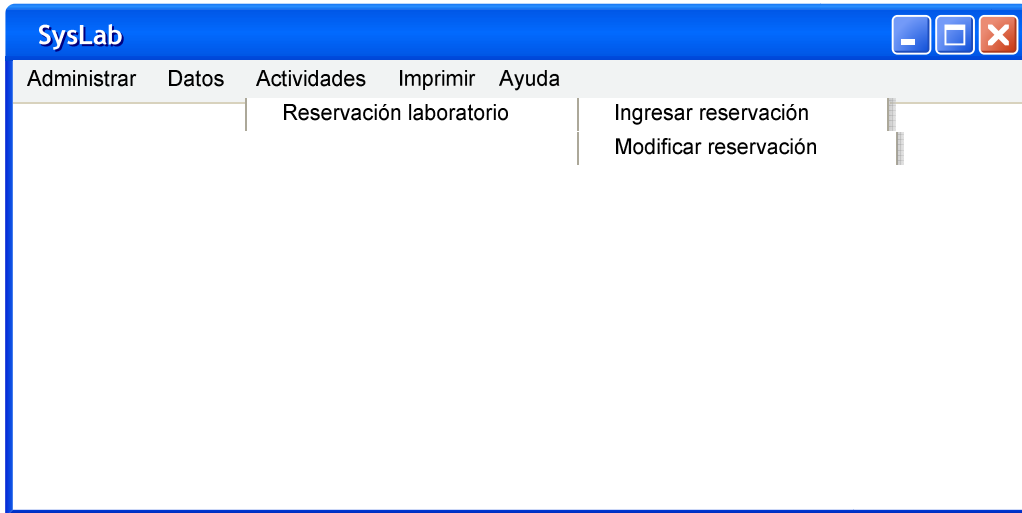 SysLab
Administrar Datos Actividades Imprimir Ayuda
Reservación laboratorio Ingresar reservación
Modificar reservación